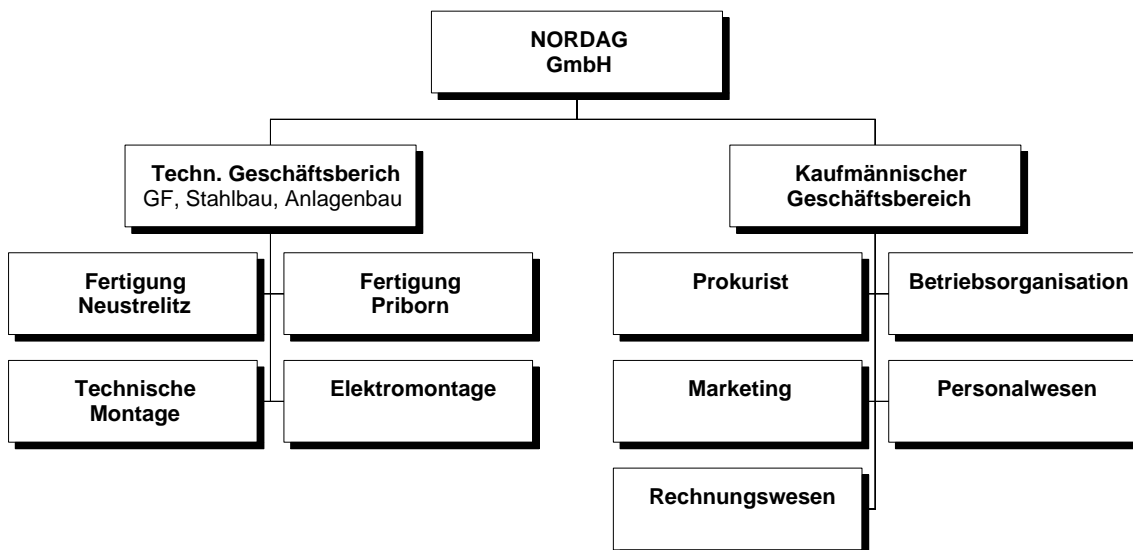 NORDAG
GmbH
Techn. Geschäftsberich
GF, Stahlbau, Anlagenbau
Kaufmännischer
Geschäftsbereich
Fertigung
Neustrelitz
Fertigung
Priborn
Prokurist
Betriebsorganisation
Technische
Montage
Elektromontage
Marketing
Personalwesen
Rechnungswesen